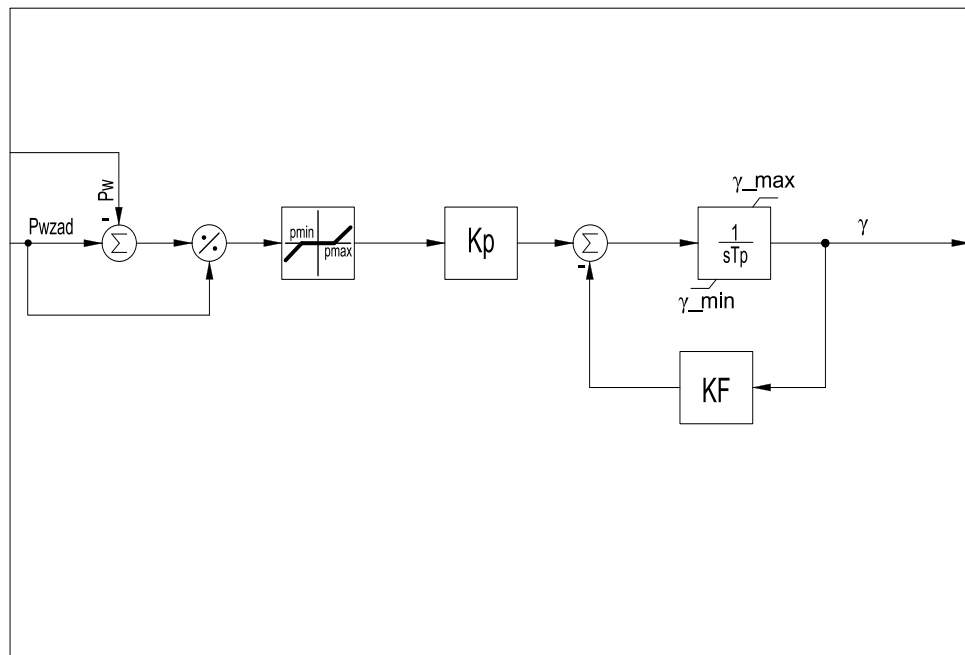 Pw
-
Pwzad
Σ
pmin
pmax
Kp
Σ
-
γ_max
1
sTp
γ_min
γ
KF